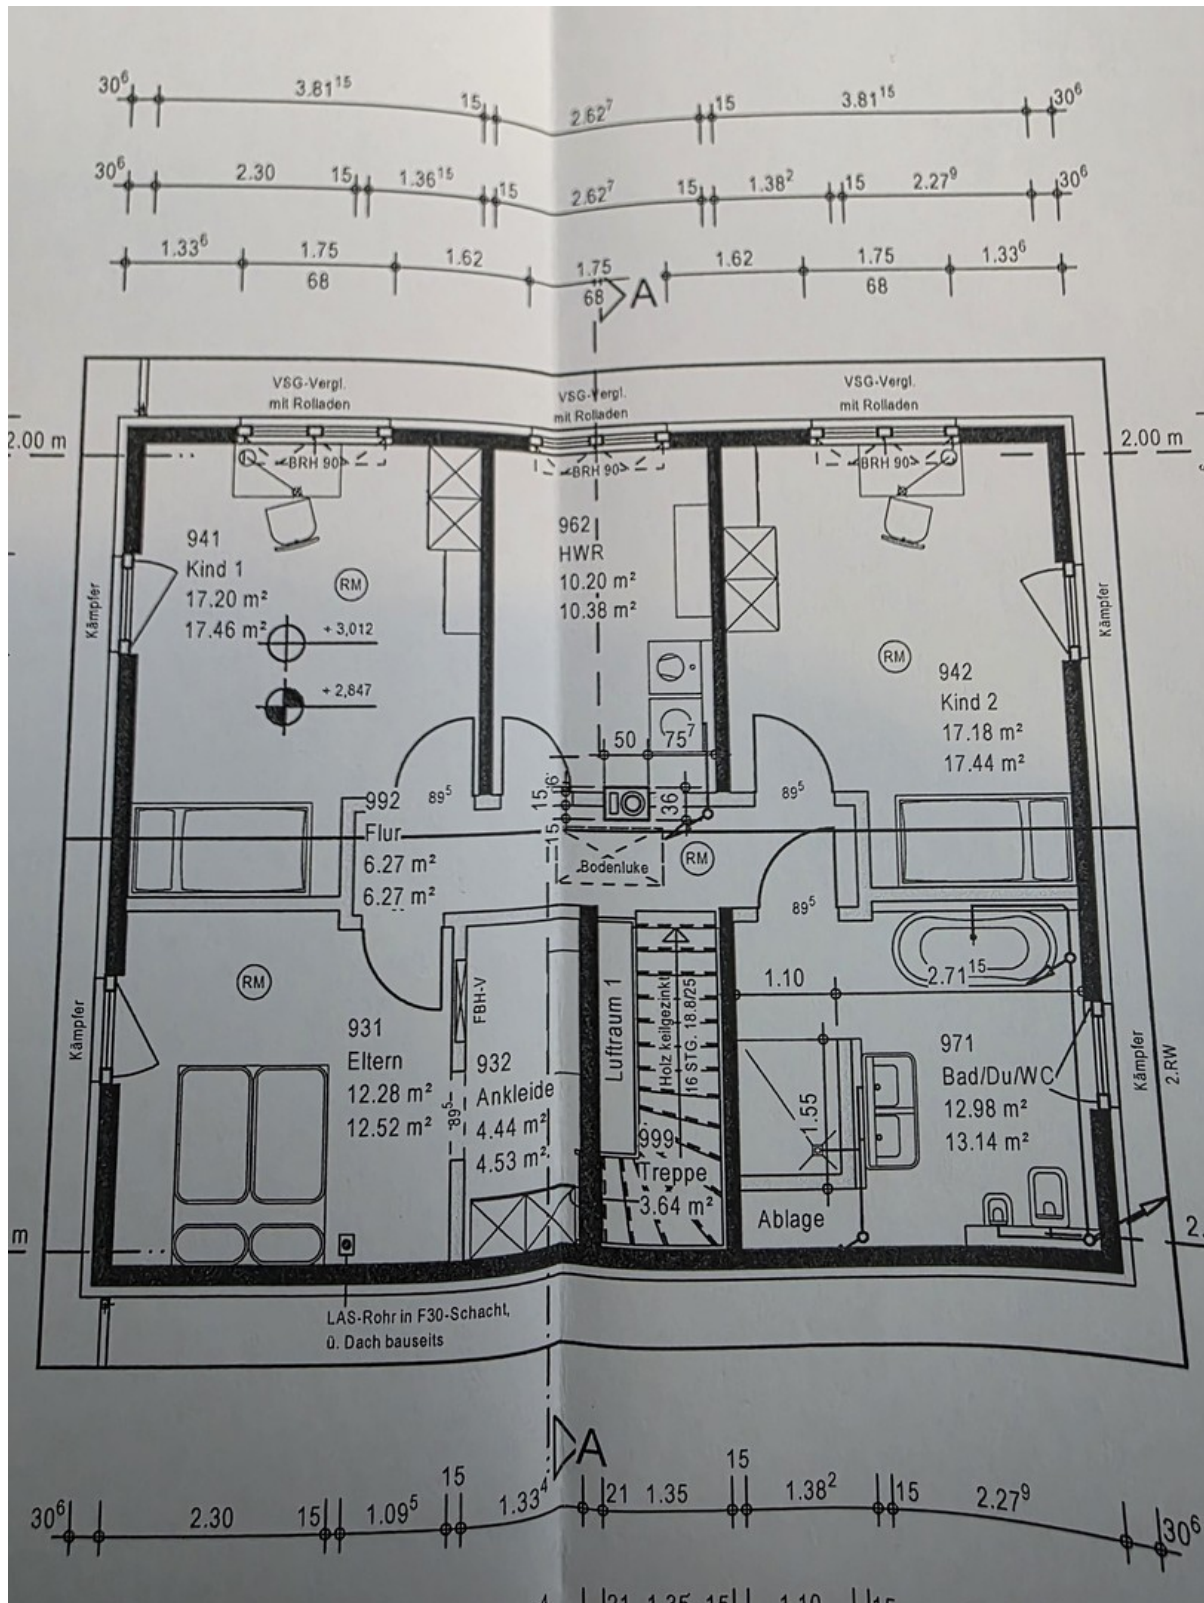 30⁶ 3.81¹⁵ 15 2.62⁷ 15 3.81¹⁵ 30⁶
30⁶ 2.30 15 1.36¹⁵ 15 2.62⁷ 15 1.38² 15 2.27⁹ 30⁶
1.33⁶ 1.75 1.62 1.75 1.62 1.75 1.33⁶
68 68 68
A
VSG-Vergl.
mit Rolladen
VSG-Vergl.
mit Rolladen
VSG-Vergl.
mit Rolladen
2.00 m
BRH 90
BRH 90
BRH 90
2.00 m
941
Kind 1
17.20 m²
17.46 m²
RM
+ 3,012
+ 2,847
Kämpfer
962
HWR
10.20 m²
10.38 m²
RM
942
Kind 2
17.18 m²
17.44 m²
Kämpfer
50 75⁷
36
15
15
6
89⁵
89⁵
992
Flur
6.27 m²
6.27 m²
Bodenluke
RM
89⁵
RM
931
Eltern
12.28 m²
12.52 m²
Kämpfer
FBH-V
89⁵
932
Ankleide
4.44 m²
4.53 m²
Luftraum 1
Holz keilgezinkt
16 STG. 18.8/25
999
Treppe
3.64 m²
1.10 2.71¹⁵
1.55
971
Bad/Du/WC
12.98 m²
13.14 m²
Ablage
Kämpfer
2.RW
m
2.
LAS-Rohr in F30-Schacht,
ü. Dach bauseits
A
30⁶ 2.30 15 1.09⁵ 15 1.33⁴ 21 1.35 15 1.38² 15 2.27⁹ 30⁶
4 21 1.35 15 1.10 15